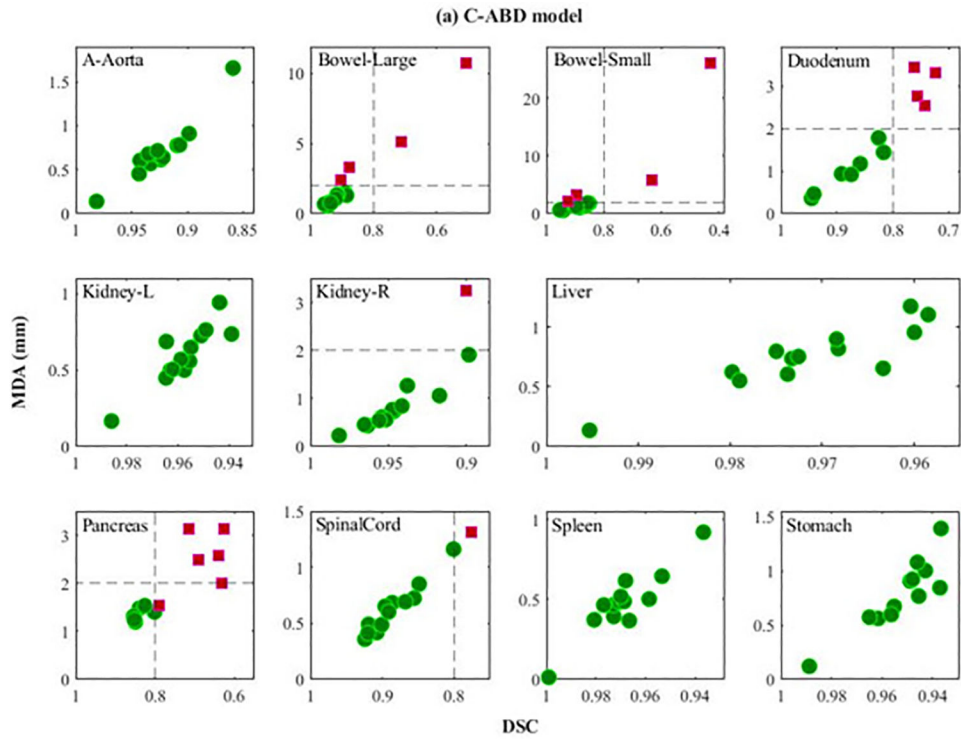 (a) C-ABD model
A-Aorta
1.5
1
0.5
0
1 0.95 0.9 0.85
Bowel-Large
10
5
0
1 0.8 0.6
Bowel-Small
20
10
0
1 0.8 0.6 0.4
Duodenum
3
2
1
0
1 0.9 0.8 0.7
MDA (mm)
Kidney-L
1
0.5
0
1 0.98 0.96 0.94
Kidney-R
3
2
1
0
1 0.95 0.9
Liver
1
0
1 0.99 0.98 0.97 0.96
Pancreas
3
2
1
0
1 0.8 0.6
SpinalCord
1.5
1
0.5
0
1 0.9 0.8
Spleen
1
0.5
0
1 0.98 0.96 0.94
Stomach
1.5
1
0.5
0
1 0.98 0.96 0.94
DSC